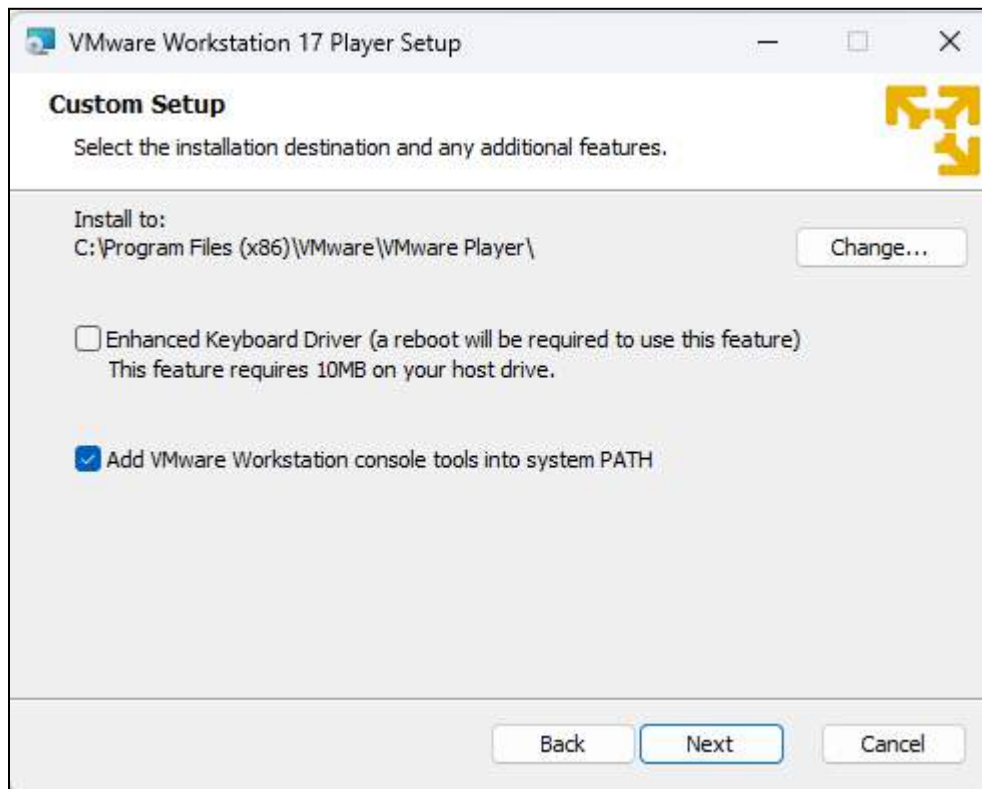 VMware Workstation 17 Player Setup
Custom Setup
Select the installation destination and any additional features.
Install to:
C:\Program Files (x86)\VMware\VMware Player\
Change...
Enhanced Keyboard Driver (a reboot will be required to use this feature)
This feature requires 10MB on your host drive.
Add VMware Workstation console tools into system PATH
Back
Next
Cancel